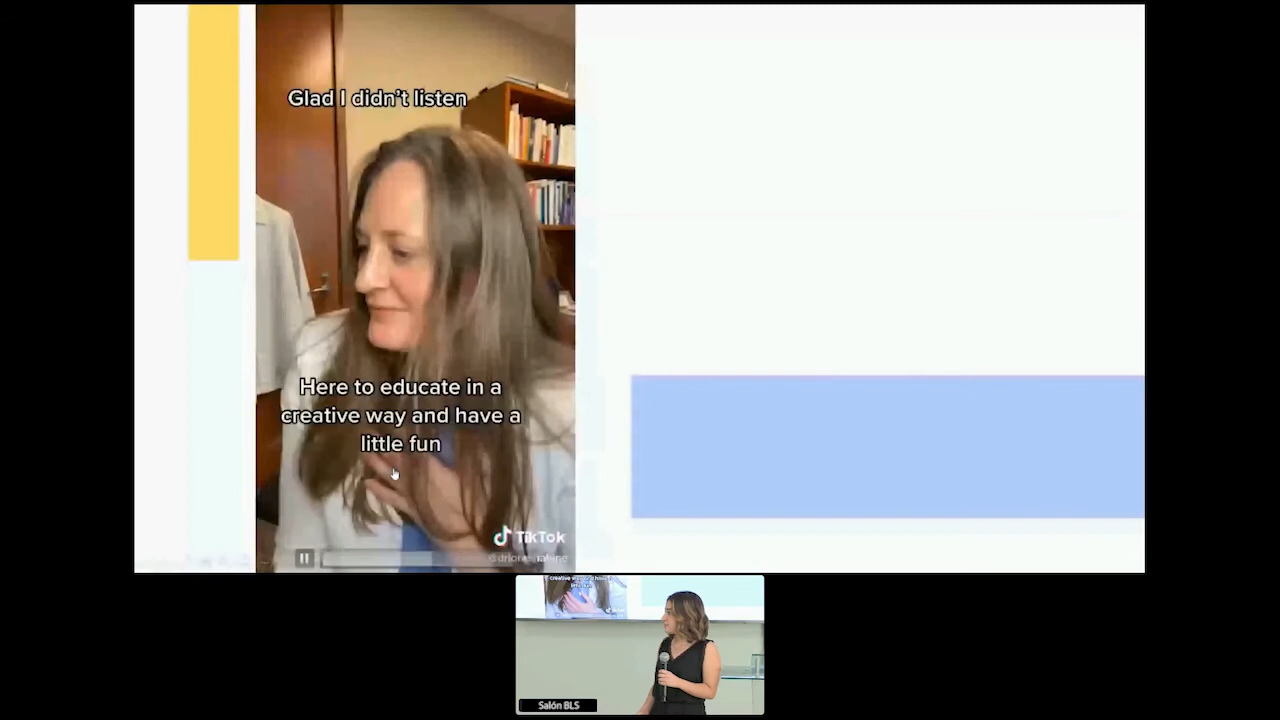 Glad I didn't listen
Here to educate in a
creative way and have a
little fun
TikTok
Salón BLS